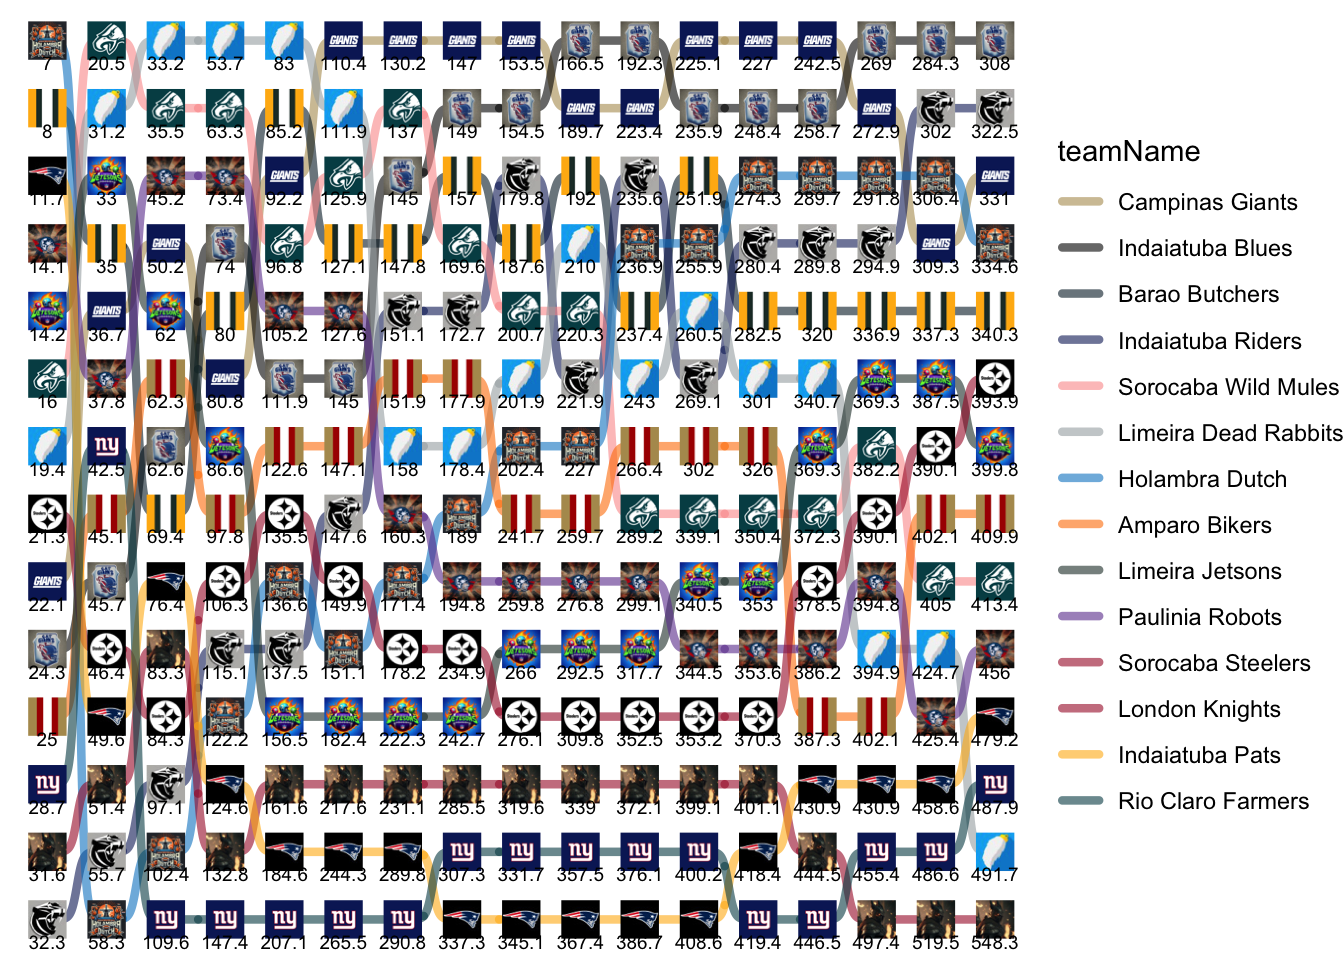 7 20.5 33.2 53.7 83 110.4 130.2 147 153.5 166.5 192.3 225.1 227 242.5 269 284.3 308
8 31.2 35.5 63.3 85.2 111.9 137 149 154.5 189.7 223.4 235.9 248.4 258.7 272.9 302 322.5
11.7 33 45.2 73.4 92.2 125.9 145 157 179.8 192 235.6 251.9 274.3 289.7 291.8 306.4 331
14.1 35 50.2 74 96.8 127.1 147.8 169.6 187.6 210 236.9 255.9 280.4 289.8 294.9 309.3 334.6
14.2 36.7 62 80 105.2 127.6 151.1 172.7 200.7 220.3 237.4 260.5 282.5 320 336.9 337.3 340.3
16 37.8 62.3 80.8 111.9 145 151.9 177.9 201.9 221.9 243 269.1 301 340.7 369.3 387.5 393.9
19.4 42.5 62.6 86.6 122.6 147.1 158 178.4 202.4 227 266.4 302 326 369.3 382.2 390.1 399.8
21.3 45.1 69.4 97.8 135.5 147.6 160.3 189 241.7 259.7 289.2 339.1 350.4 372.3 390.1 402.1 409.9
22.1 45.7 76.4 106.3 136.6 149.9 171.4 194.8 259.8 276.8 299.1 340.5 353 378.5 394.8 405 413.4
24.3 46.4 83.3 115.1 137.5 151.1 178.2 234.9 266 292.5 317.7 344.5 353.6 386.2 394.9 424.7 456
25 49.6 84.3 122.2 156.5 182.4 222.3 242.7 276.1 309.8 352.5 353.2 370.3 387.3 402.1 425.4 479.2
28.7 51.4 97.1 124.6 161.6 217.6 231.1 285.5 319.6 339 372.1 399.1 401.1 430.9 430.9 458.6 487.9
31.6 55.7 102.4 132.8 184.6 244.3 289.8 307.3 331.7 357.5 376.1 400.2 418.4 444.5 455.4 486.6 491.7
32.3 58.3 109.6 147.4 207.1 265.5 290.8 337.3 345.1 367.4 386.7 408.6 419.4 446.5 497.4 519.5 548.3
teamName
Campinas Giants
Indaiatuba Blues
Barao Butchers
Indaiatuba Riders
Sorocaba Wild Mules
Limeira Dead Rabbits
Holambra Dutch
Amparo Bikers
Limeira Jetsons
Paulinia Robots
Sorocaba Steelers
London Knights
Indaiatuba Pats
Rio Claro Farmers